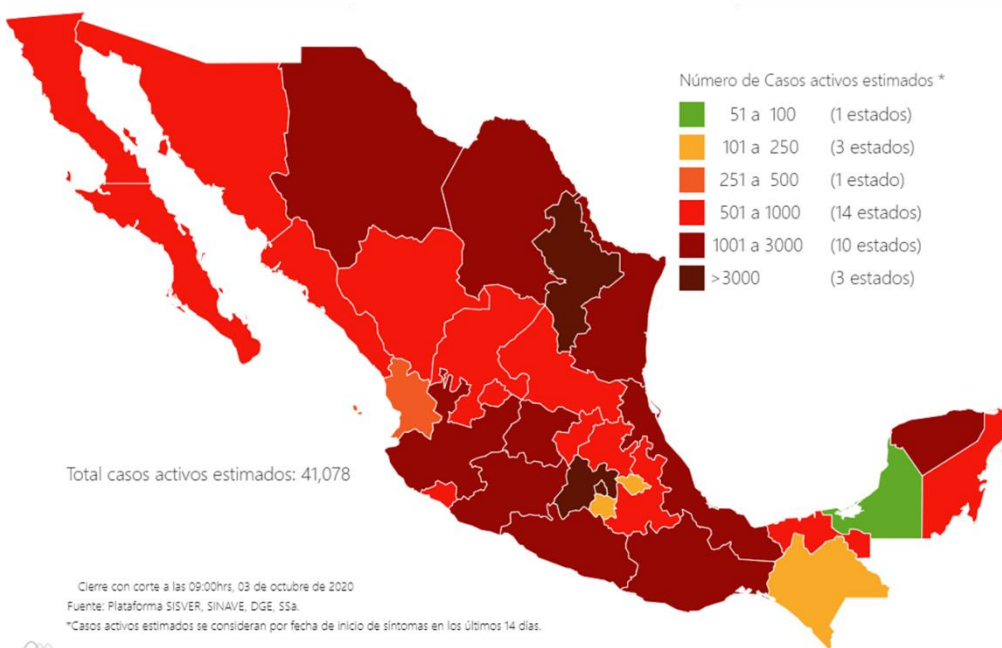 Número de Casos activos estimados *
51 a 100 (1 estados)
101 a 250 (3 estados)
251 a 500 (1 estado)
501 a 1000 (14 estados)
1001 a 3000 (10 estados)
>3000 (3 estados)
Total casos activos estimados: 41,078
Cierre con corte a las 09:00hrs, 03 de octubre de 2020
Fuente: Plataforma SISVER, SINAVE, DGE, SSa.
*Casos activos estimados se consideran por fecha de inicio de síntomas en los últimos 14 días.